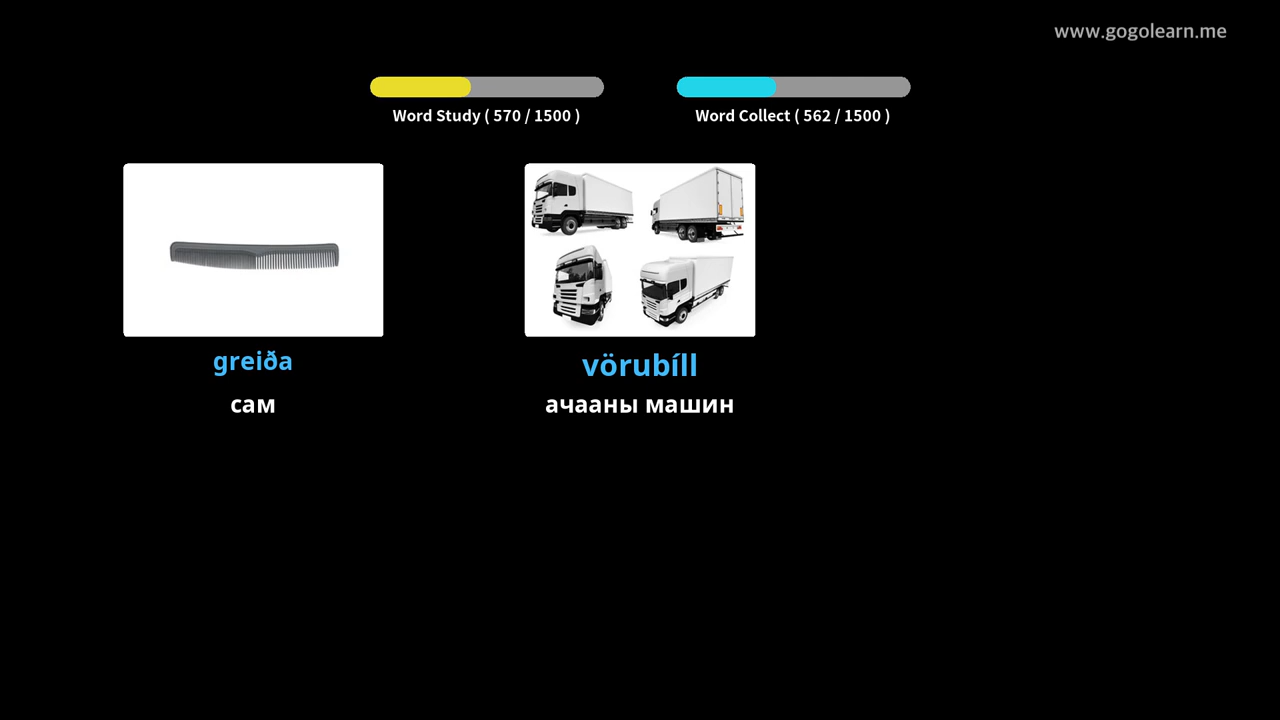 www.gogolearn.me
Word Study ( 570 / 1500 )
Word Collect ( 562 / 1500 )
greiða
сам
vörubíll
ачааны машин